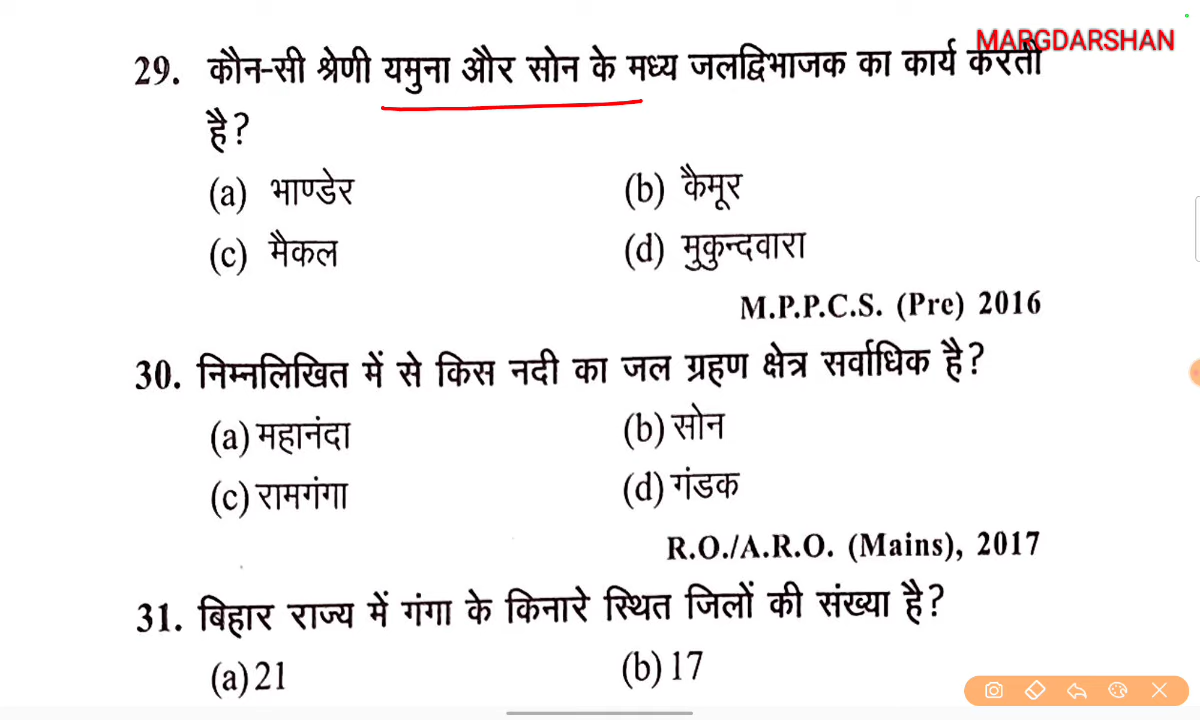 MARGDARSHAN
29. कौन-सी श्रेणी यमुना और सोन के मध्य जलद्विभाजक का कार्य करती
है?
(a) भाण्डेर (b) कैमूर
(c) मैकल (d) मुकुन्दवारा
M.P.P.C.S. (Pre) 2016
30. निम्नलिखित में से किस नदी का जल ग्रहण क्षेत्र सर्वाधिक है?
(a) महानंदा (b) सोन
(c) रामगंगा (d) गंडक
R.O./A.R.O. (Mains), 2017
31. बिहार राज्य में गंगा के किनारे स्थित जिलों की संख्या है?
(a) 21 (b) 17